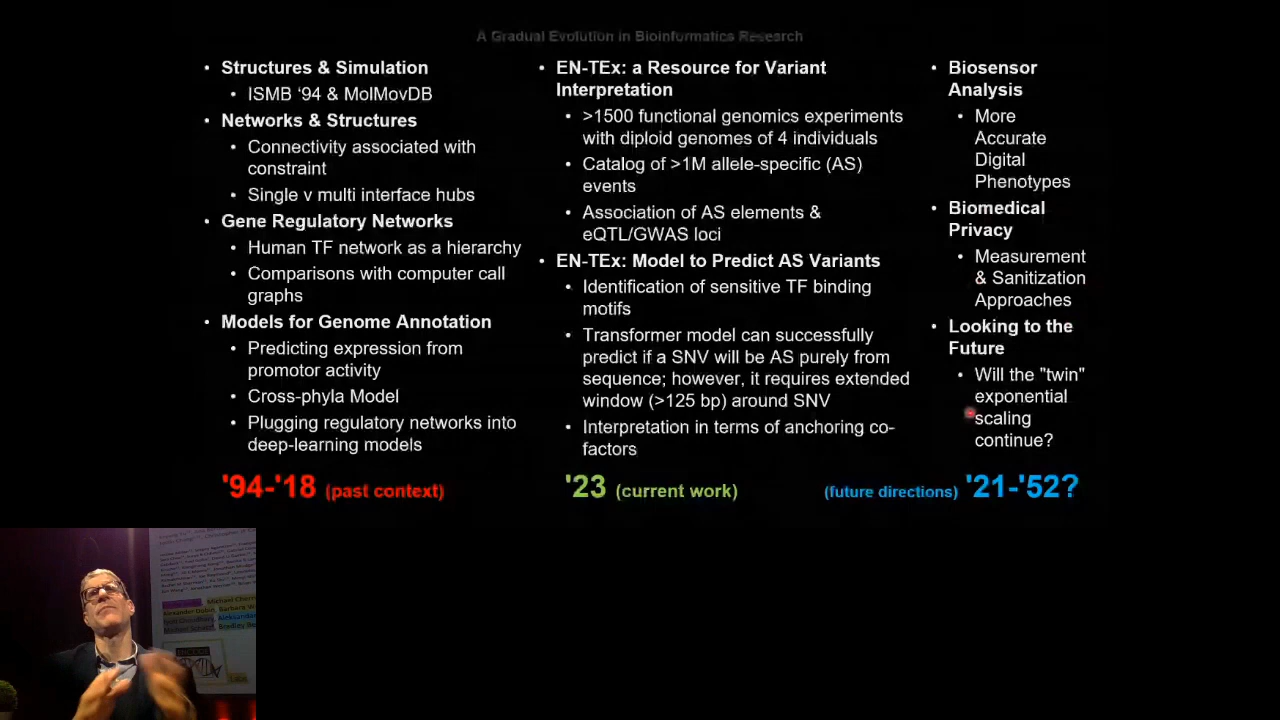 A Gradual Evolution in Bioinformatics Research
• Structures & Simulation
• ISMB ‘94 & MolMovDB
• Networks & Structures
• Connectivity associated with
constraint
• Single v multi interface hubs
• Gene Regulatory Networks
• Human TF network as a hierarchy
• Comparisons with computer call
graphs
• Models for Genome Annotation
• Predicting expression from
promotor activity
• Cross-phyla Model
• Plugging regulatory networks into
deep-learning models
'94-'18 (past context)
• EN-TEx: a Resource for Variant
Interpretation
• >1500 functional genomics experiments
with diploid genomes of 4 individuals
• Catalog of >1M allele-specific (AS)
events
• Association of AS elements &
eQTL/GWAS loci
• EN-TEx: Model to Predict AS Variants
• Identification of sensitive TF binding
motifs
• Transformer model can successfully
predict if a SNV will be AS purely from
sequence; however, it requires extended
window (>125 bp) around SNV
• Interpretation in terms of anchoring co-
factors
'23 (current work)
• Biosensor
Analysis
• More
Accurate
Digital
Phenotypes
• Biomedical
Privacy
• Measurement
& Sanitization
Approaches
• Looking to the
Future
• Will the "twin"
exponential
scaling
continue?
(future directions) '21-'52?